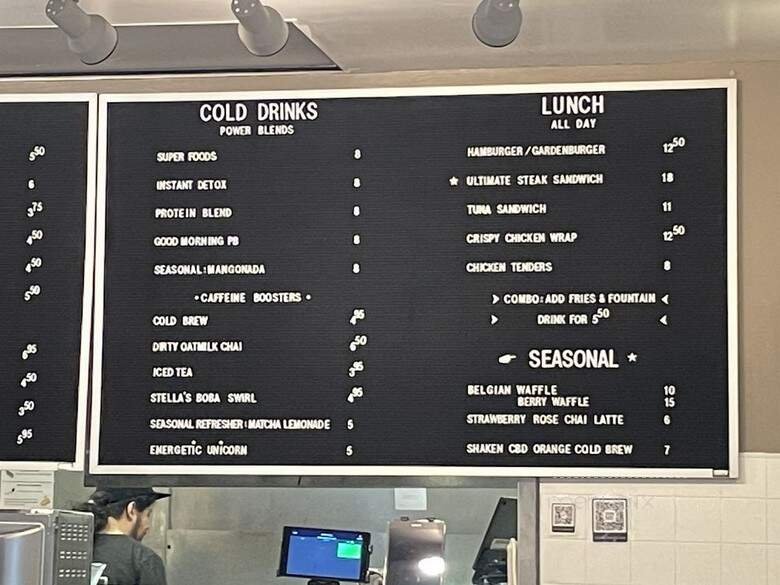 5⁵⁰
6
3⁷⁵
4⁵⁰
4⁵⁰
5⁵⁰
6⁹⁵
4⁵⁰
3⁵⁰
5⁹⁵
COLD DRINKS
POWER BLENDS
SUPER FOODS 8
INSTANT DETOX 8
PROTEIN BLEND 8
GOOD MORNING PB 8
SEASONAL: MANGONADA 8
• CAFFEINE BOOSTERS •
COLD BREW 4⁹⁵
DIRTY OATMILK CHAI 6⁵⁰
ICED TEA 3⁹⁵
STELLA'S BOBA SWIRL 4⁹⁵
SEASONAL REFRESHER: MATCHA LEMONADE 5
ENERGETIC UNICORN 5
LUNCH
ALL DAY
HAMBURGER/GARDENBURGER 12⁵⁰
★ ULTIMATE STEAK SANDWICH 18
TUNA SANDWICH 11
CRISPY CHICKEN WRAP 12⁵⁰
CHICKEN TENDERS 8
COMBO: ADD FRIES & FOUNTAIN
DRINK FOR 5⁵⁰
☛ SEASONAL ★
BELGIAN WAFFLE 10
BERRY WAFFLE 15
STRAWBERRY ROSE CHAI LATTE 6
SHAKEN CBD ORANGE COLD BREW 7